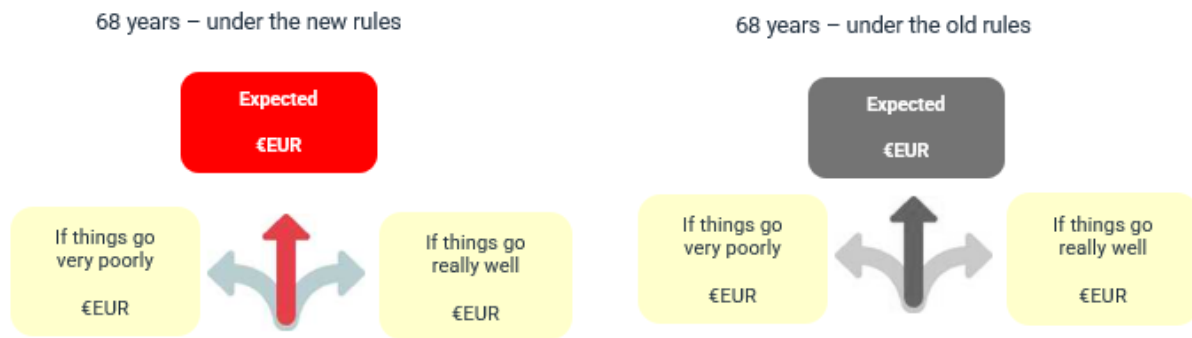 68 years – under the new rules
Expected
€EUR
If things go
very poorly
€EUR
If things go
really well
€EUR
68 years – under the old rules
Expected
€EUR
If things go
very poorly
€EUR
If things go
really well
€EUR